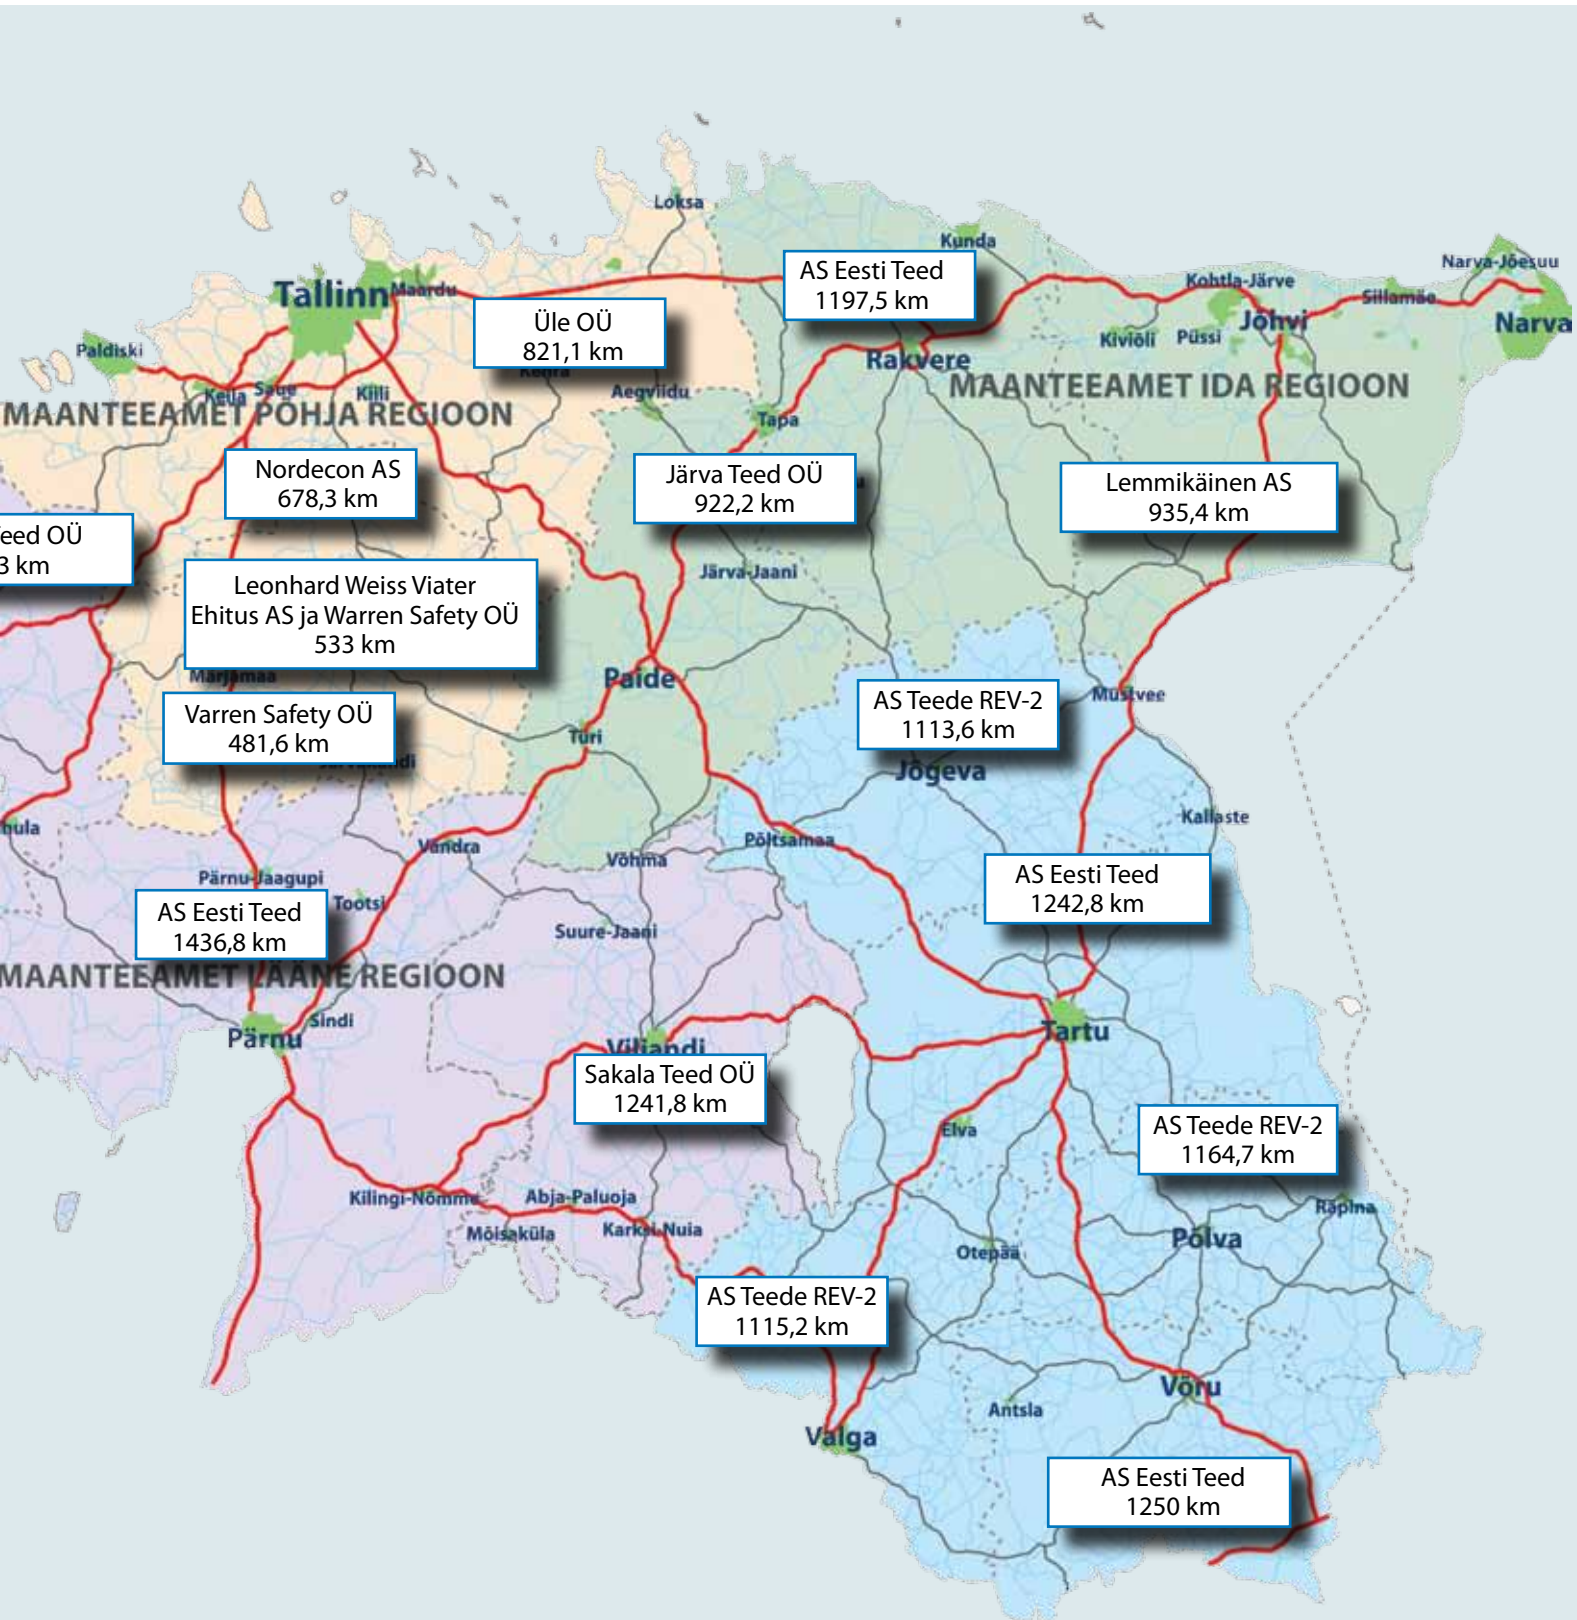 Loksa
Kunda
AS Eesti Teed
1197,5 km
Narva-Jõesuu
Kohtla-Järve
Sillamäe
Tallinn
Maardu
Üle OÜ
821,1 km
Jõhvi
Narva
Kiviõli
Püssi
Paldiski
Rakvere
Kehra
Keila
Saue
Kiili
Aegviidu
MAANTEEAMET IDA REGIOON
MAANTEEAMET PÕHJA REGIOON
Tapa
Nordecon AS
678,3 km
Järva Teed OÜ
922,2 km
Lemmikäinen AS
935,4 km
eed OÜ
3 km
Järva-Jaani
Leonhard Weiss Viater
Ehitus AS ja Warren Safety OÜ
533 km
Märjamaa
Paide
Mustvee
Varren Safety OÜ
481,6 km
AS Teede REV-2
1113,6 km
Türi
Jõgeva
Kallaste
hula
Vändra
Põltsamaa
Võhma
Pärnu-Jaagupi
Tootsi
AS Eesti Teed
1242,8 km
AS Eesti Teed
1436,8 km
Suure-Jaani
MAANTEEAMET LÄÄNE REGIOON
Sindi
Pärnu
Viljandi
Tartu
Sakala Teed OÜ
1241,8 km
Elva
AS Teede REV-2
1164,7 km
Kilingi-Nõmme
Abja-Paluoja
Räpina
Mõisaküla
Karksi-Nuia
Otepää
Põlva
AS Teede REV-2
1115,2 km
Võru
Antsla
Valga
AS Eesti Teed
1250 km